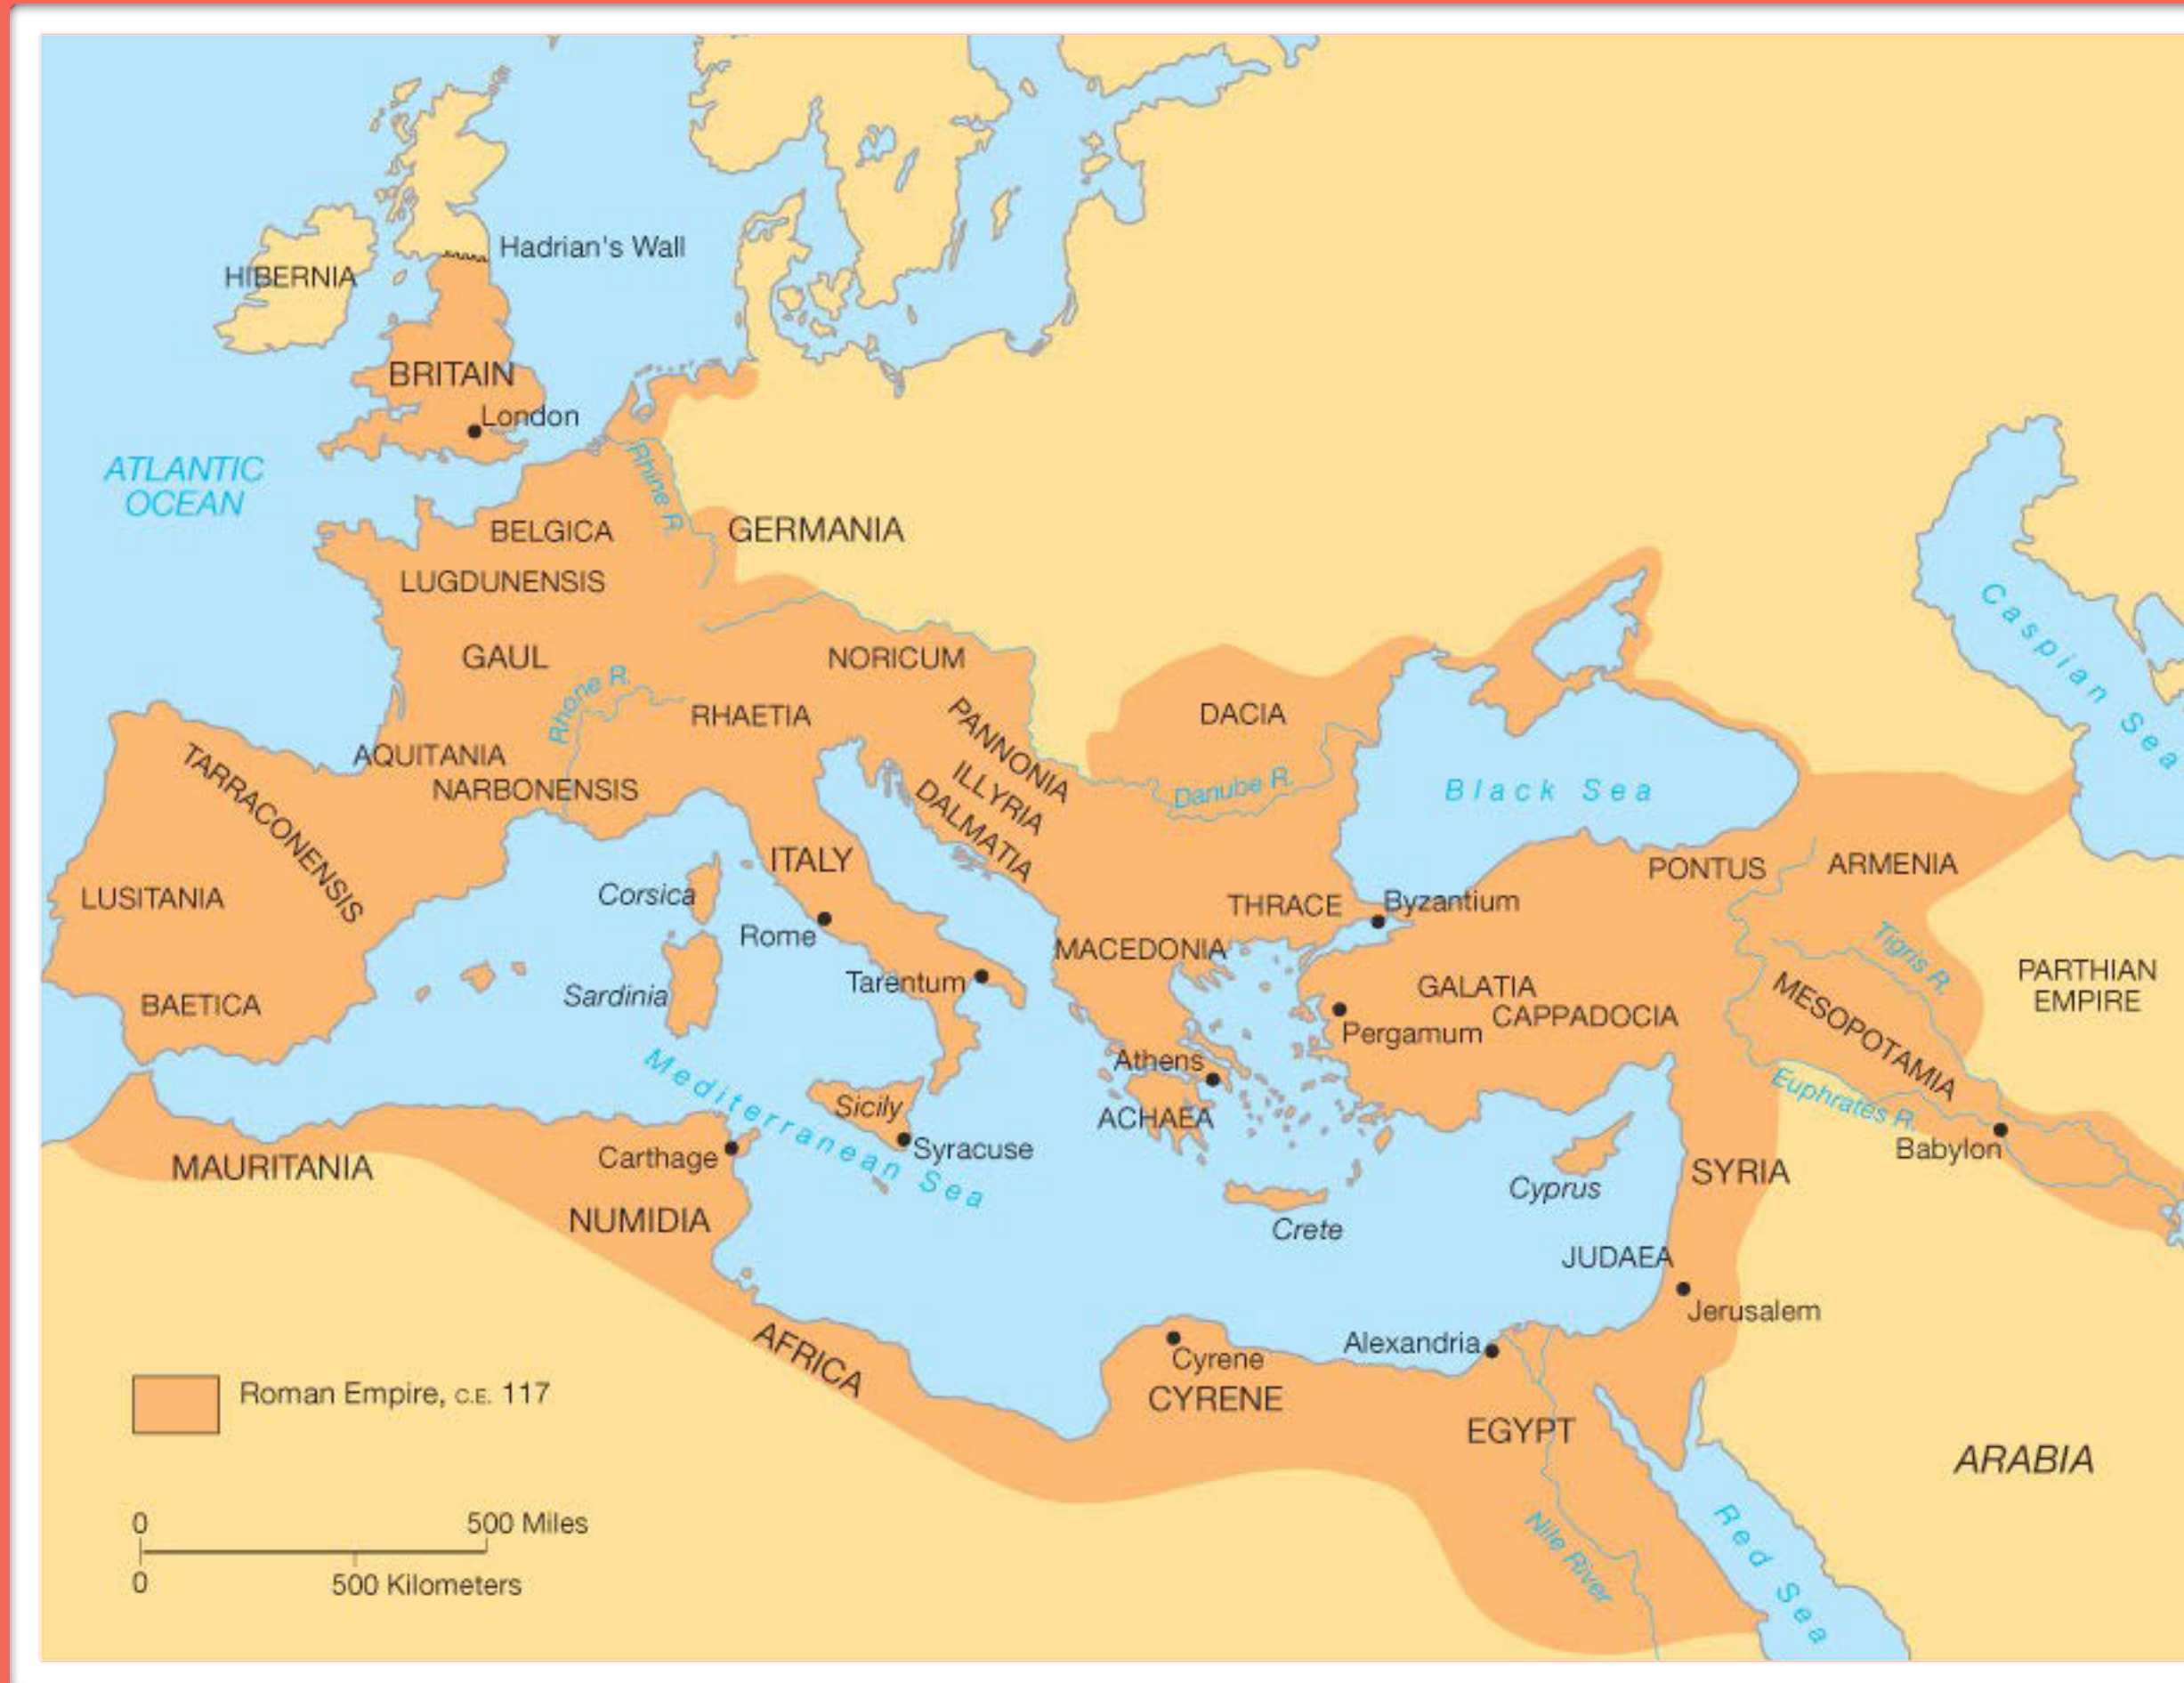 Hadrian's Wall
HIBERNIA
BRITAIN
London
ATLANTIC
OCEAN
Rhine R.
BELGICA
GERMANIA
LUGDUNENSIS
Caspian Sea
GAUL
NORICUM
Rhone R.
RHAETIA
DACIA
PANNONIA
AQUITANIA
TARRACONENSIS
NARBONENSIS
ILLYRIA
DALMATIA
Danube R.
Black Sea
ITALY
PONTUS
ARMENIA
Corsica
LUSITANIA
THRACE
Byzantium
Rome
MACEDONIA
Tigris R.
PARTHIAN
EMPIRE
Tarentum
Sardinia
BAETICA
GALATIA
CAPPADOCIA
MESOPOTAMIA
Pergamum
Athens
Mediterranean Sea
Sicily
ACHAEA
Euphrates R.
Syracuse
Carthage
Babylon
MAURITANIA
SYRIA
Cyprus
NUMIDIA
Crete
JUDAEA
Jerusalem
AFRICA
Alexandria
Cyrene
CYRENE
Roman Empire, C.E. 117
EGYPT
ARABIA
Nile River
Red Sea
0 500 Miles
0 500 Kilometers